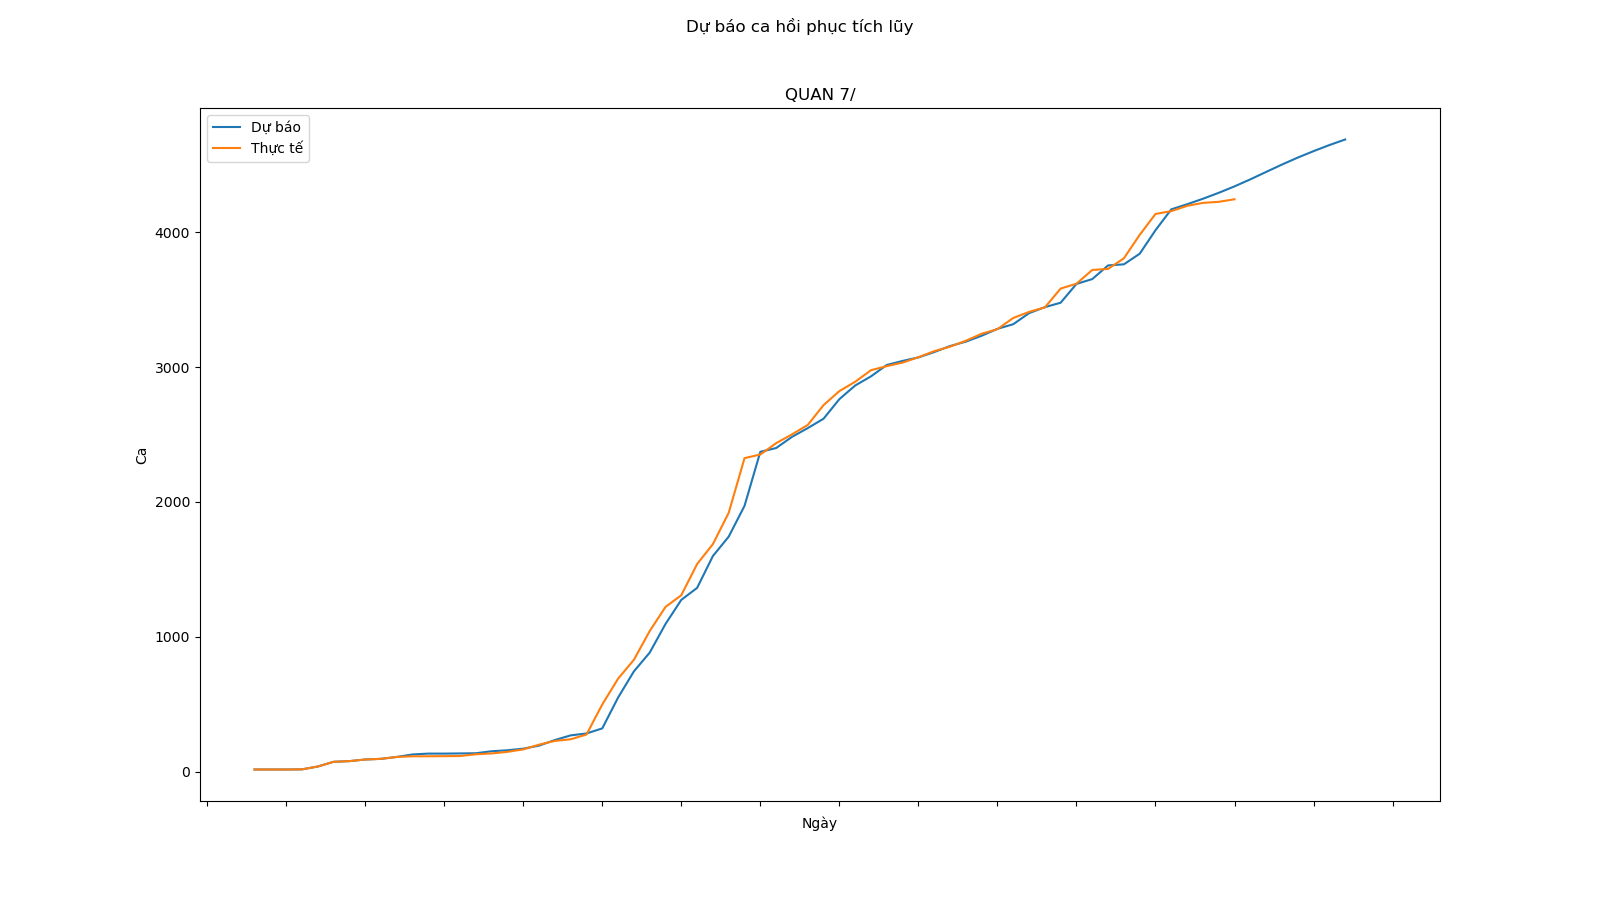 Dự báo ca hồi phục tích lũy
QUAN 7/
Dự báo
Thực tế
4000
3000
2000
1000
0
Ca
Ngày